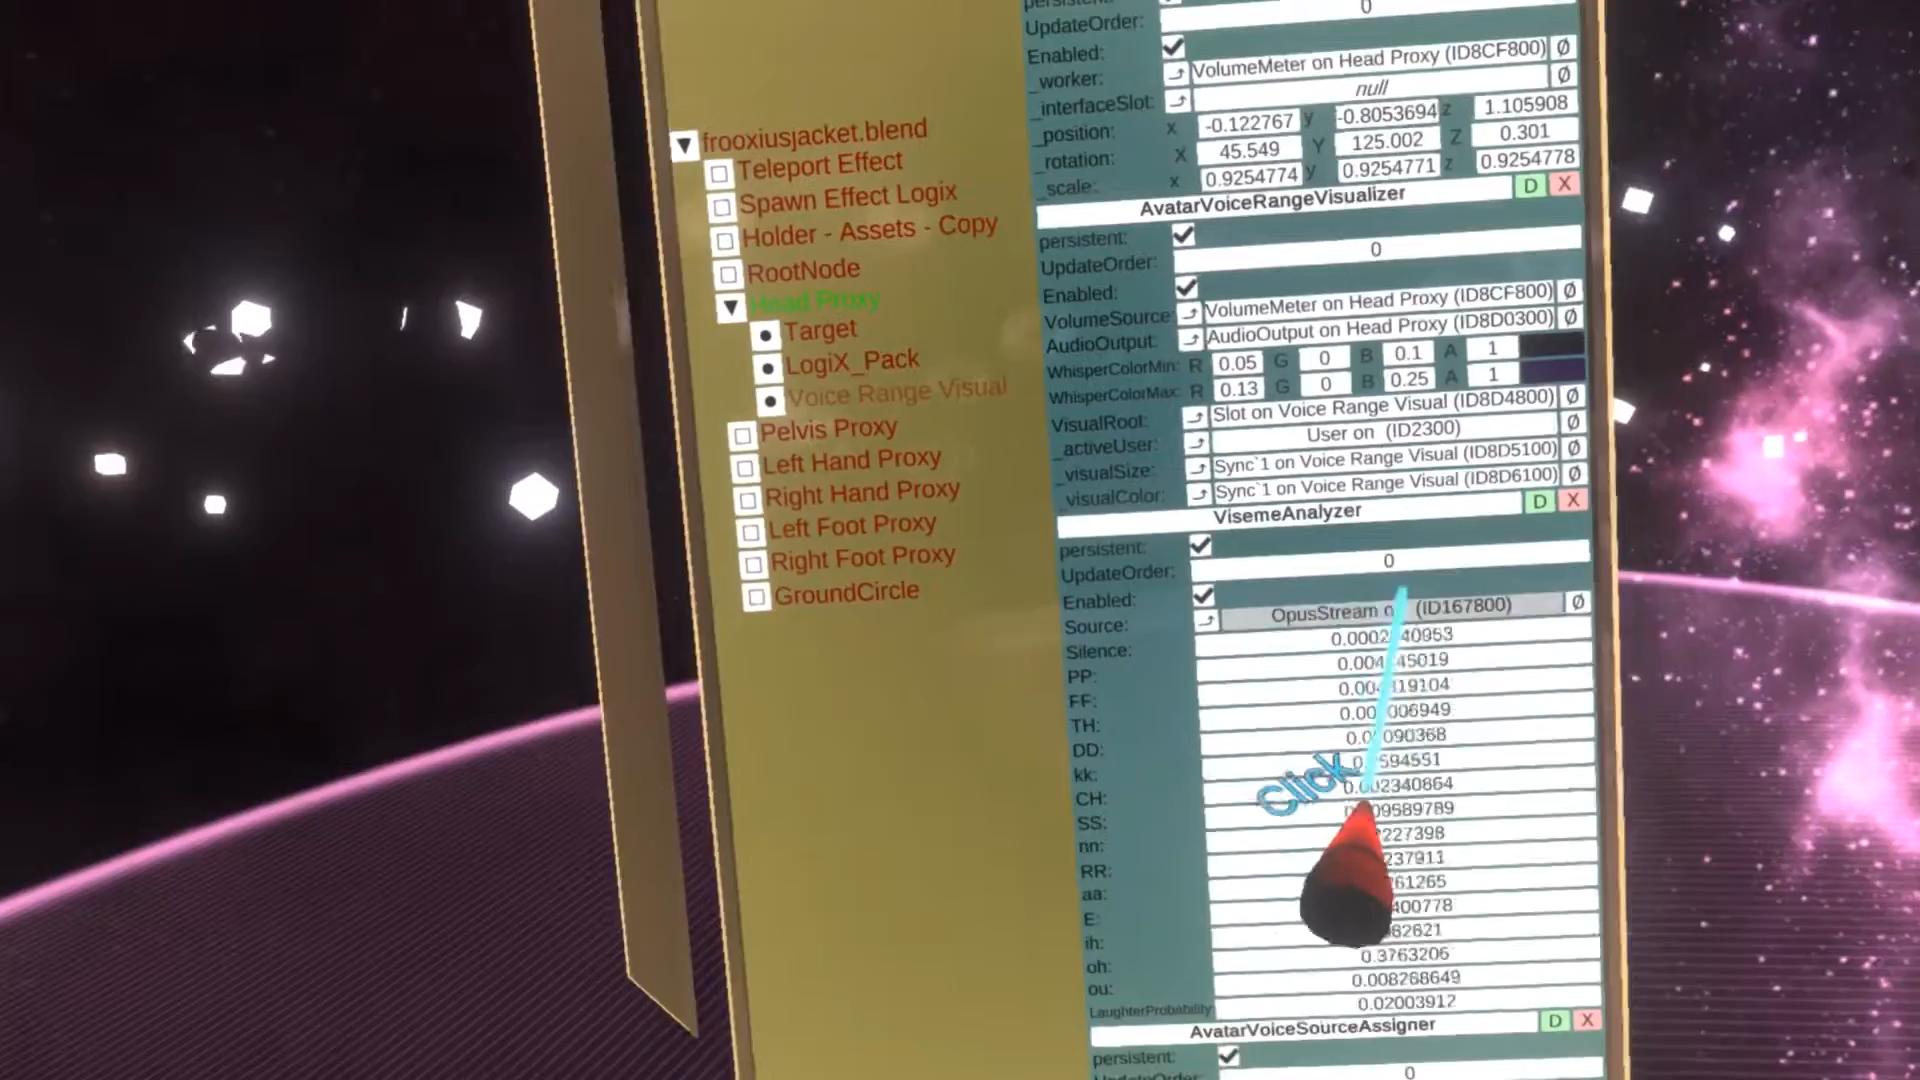 frooxiusjacket.blend
Teleport Effect
Spawn Effect Logix
Holder - Assets - Copy
RootNode
Head Proxy
Target
LogiX_Pack
Voice Range Visual
Pelvis Proxy
Left Hand Proxy
Right Hand Proxy
Left Foot Proxy
Right Foot Proxy
GroundCircle
persistent:
UpdateOrder: 0
Enabled:
_worker: VolumeMeter on Head Proxy (ID8CF800) Ø
_interfaceSlot: null Ø
_position: x -0.122767 y -0.8053694 z 1.105908
_rotation: X 45.549 Y 125.002 Z 0.301
_scale: x 0.9254774 y 0.9254771 z 0.9254778
AvatarVoiceRangeVisualizer D X
persistent:
UpdateOrder: 0
Enabled:
VolumeSource: VolumeMeter on Head Proxy (ID8CF800) Ø
AudioOutput: AudioOutput on Head Proxy (ID8D0300) Ø
WhisperColorMin: R 0.05 G 0 B 0.1 A 1
WhisperColorMax: R 0.13 G 0 B 0.25 A 1
VisualRoot: Slot on Voice Range Visual (ID8D4800) Ø
_activeUser: User on (ID2300) Ø
_visualSize: Sync`1 on Voice Range Visual (ID8D5100) Ø
_visualColor: Sync`1 on Voice Range Visual (ID8D6100) Ø
VisemeAnalyzer D X
persistent:
UpdateOrder: 0
Enabled:
Source: OpusStream (ID167800) Ø
Silence:
PP:
FF:
TH:
DD:
kk:
CH:
SS:
nn:
RR:
aa:
E:
ih:
oh: 0.3763206
ou: 0.008268649
LaughterProbability: 0.02003912
Click
AvatarVoiceSourceAssigner D X
persistent:
UpdateOrder: 0